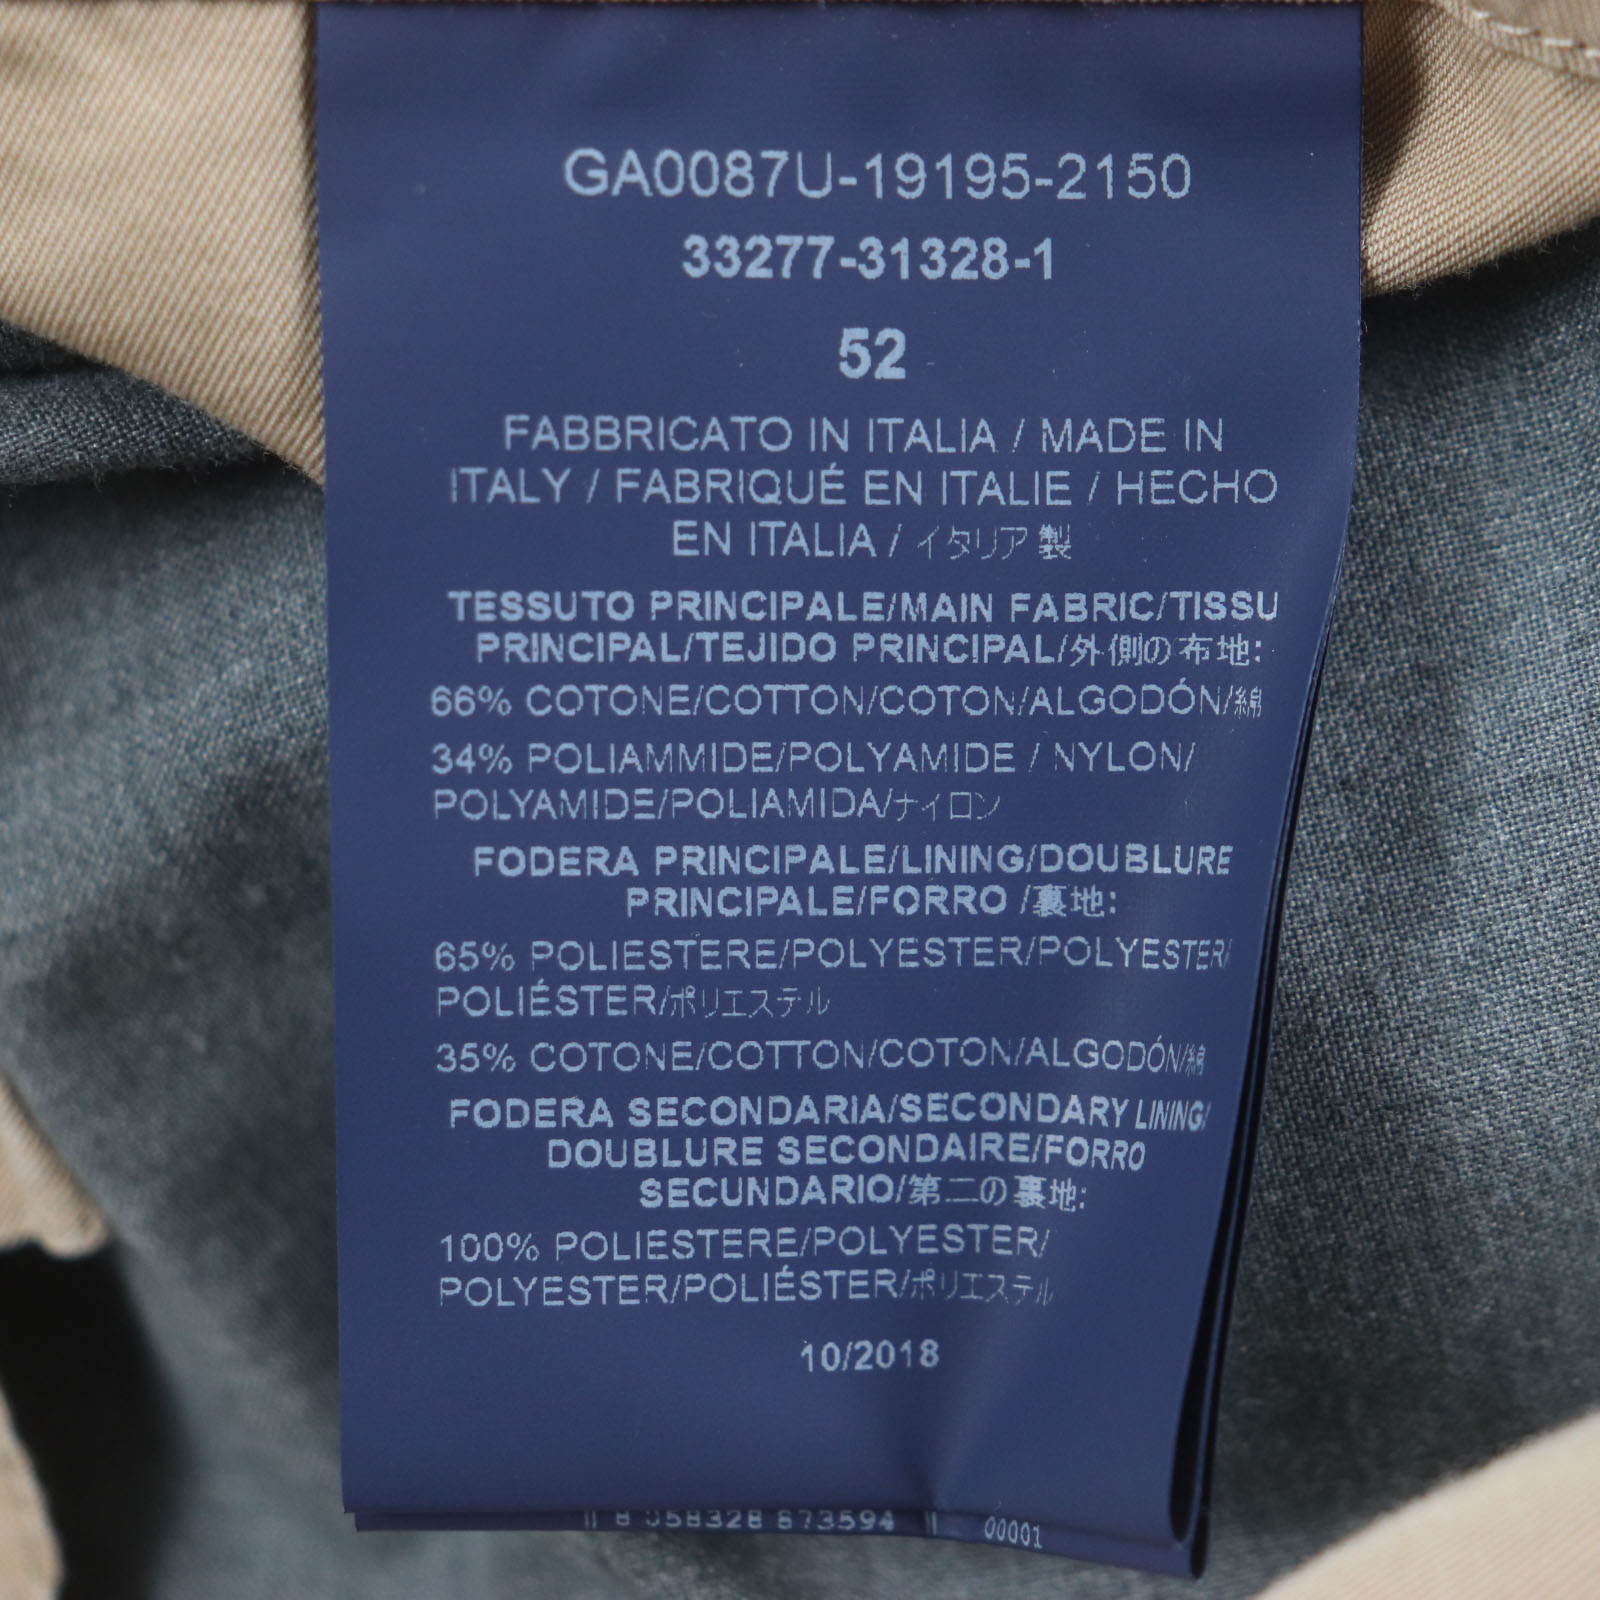 GA0087U-19195-2150
33277-31328-1
52
FABBRICATO IN ITALIA / MADE IN
ITALY / FABRIQUÉ EN ITALIE / HECHO
EN ITALIA / イタリア製
TESSUTO PRINCIPALE/MAIN FABRIC/TISSU
PRINCIPAL/TEJIDO PRINCIPAL/外側の布地:
66% COTONE/COTTON/COTON/ALGODÓN/綿
34% POLIAMMIDE/POLYAMIDE / NYLON/
POLYAMIDE/POLIAMIDA/ナイロン
FODERA PRINCIPALE/LINING/DOUBLURE
PRINCIPALE/FORRO /裏地:
65% POLIESTERE/POLYESTER/POLYESTER/
POLIÉSTER/ポリエステル
35% COTONE/COTTON/COTON/ALGODÓN/綿
FODERA SECONDARIA/SECONDARY LINING/
DOUBLURE SECONDAIRE/FORRO
SECUNDARIO/第二の裏地:
100% POLIESTERE/POLYESTER/
POLYESTER/POLIÉSTER/ポリエステル
10/2018
8 058328 673594 00001